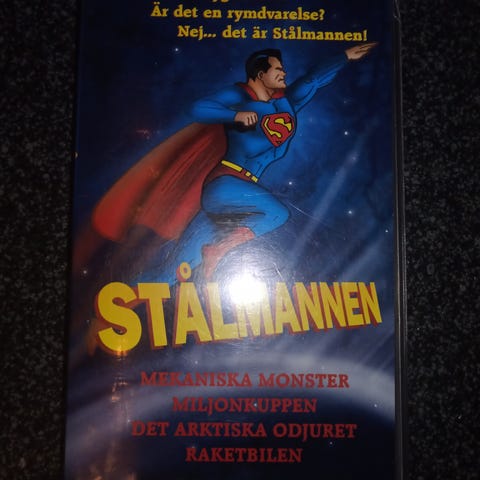 Är det en rymdvarelse?
Nej... det är Stålmannen!
S
STÅLMANNEN
MEKANISKA MONSTER
MILJONKUPPEN
DET ARKTISKA ODJURET
RAKETBILEN